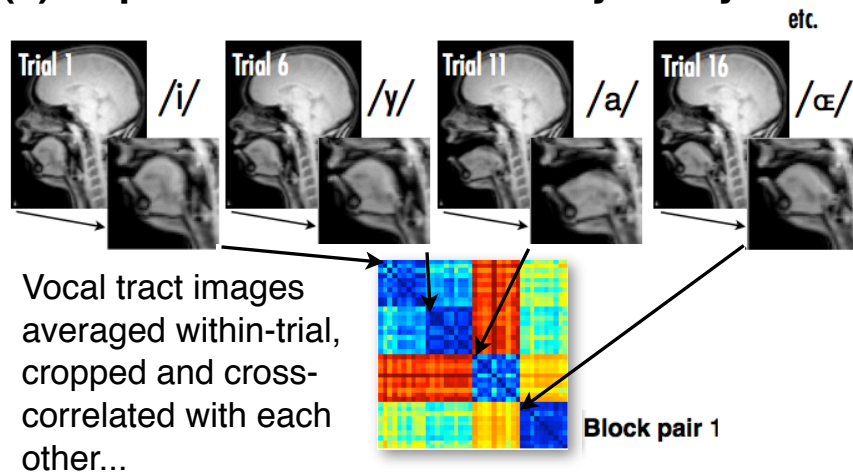 etc.
Trial 1
/i/
Trial 6
/y/
Trial 11
/a/
Trial 16
/Œ/
Vocal tract images
averaged within-trial,
cropped and cross-
correlated with each
other...
Block pair 1